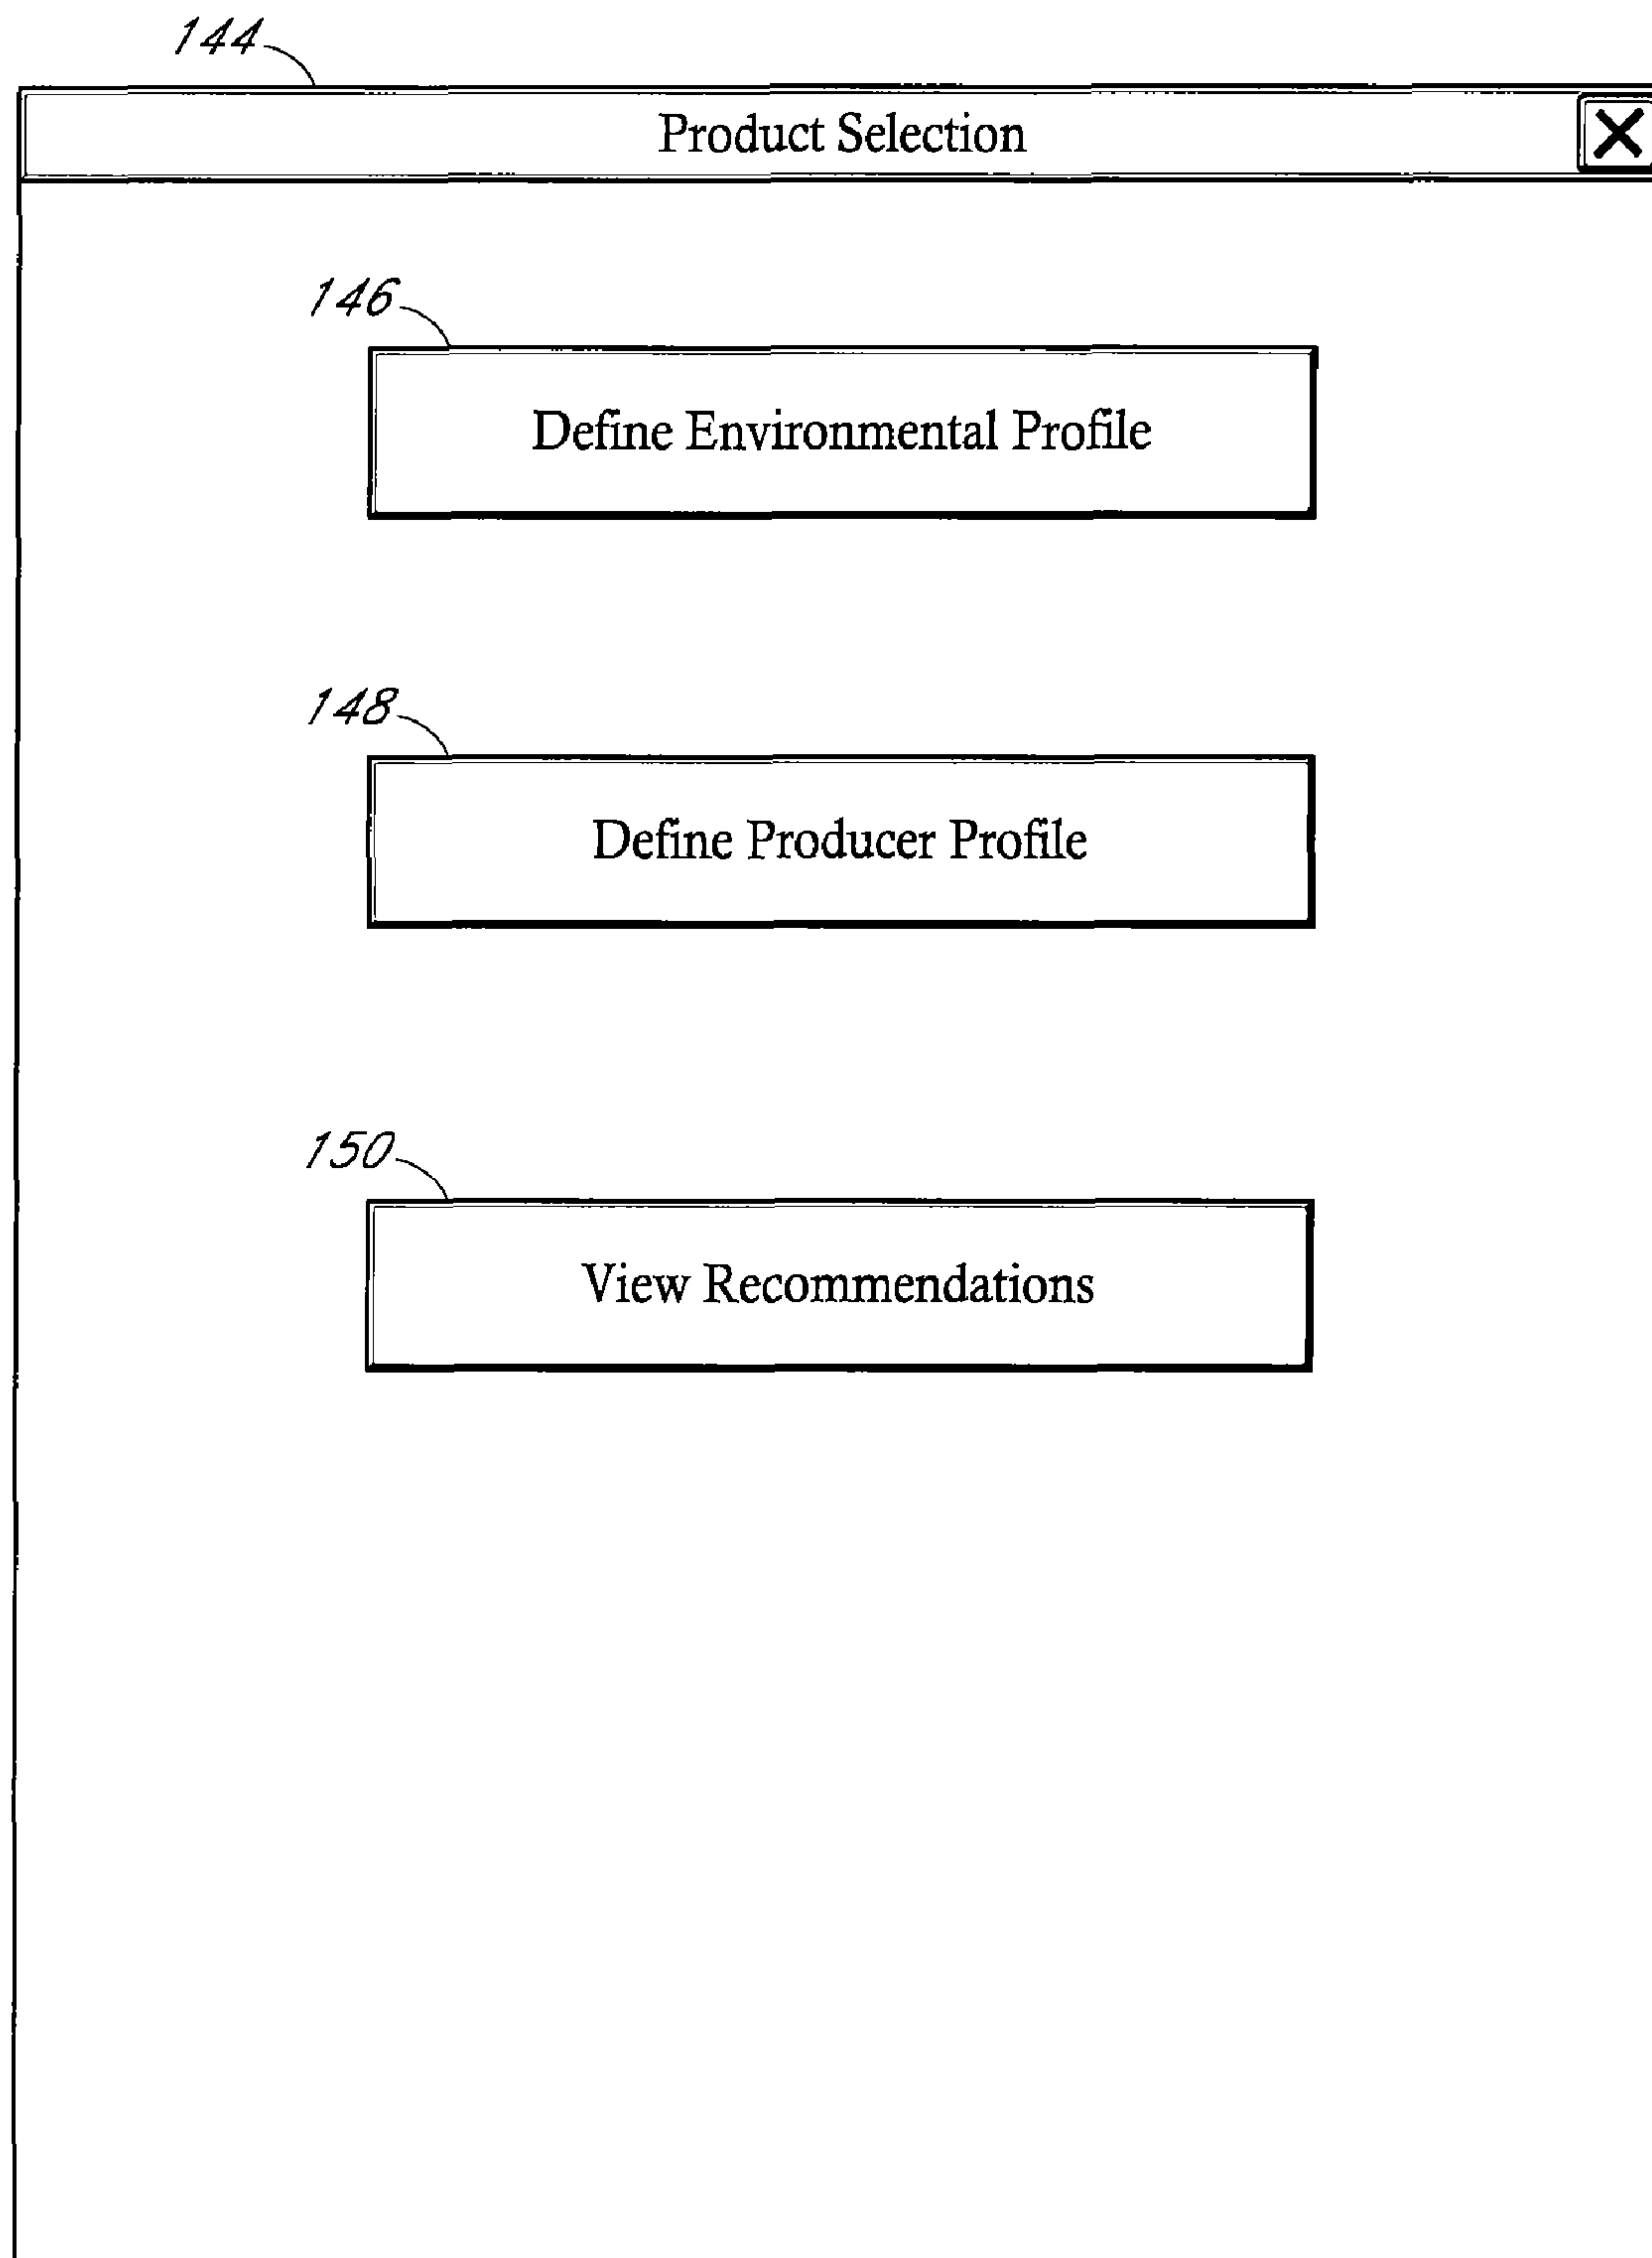 144
Product Selection
146
Define Environmental Profile
148
Define Producer Profile
150
View Recommendations